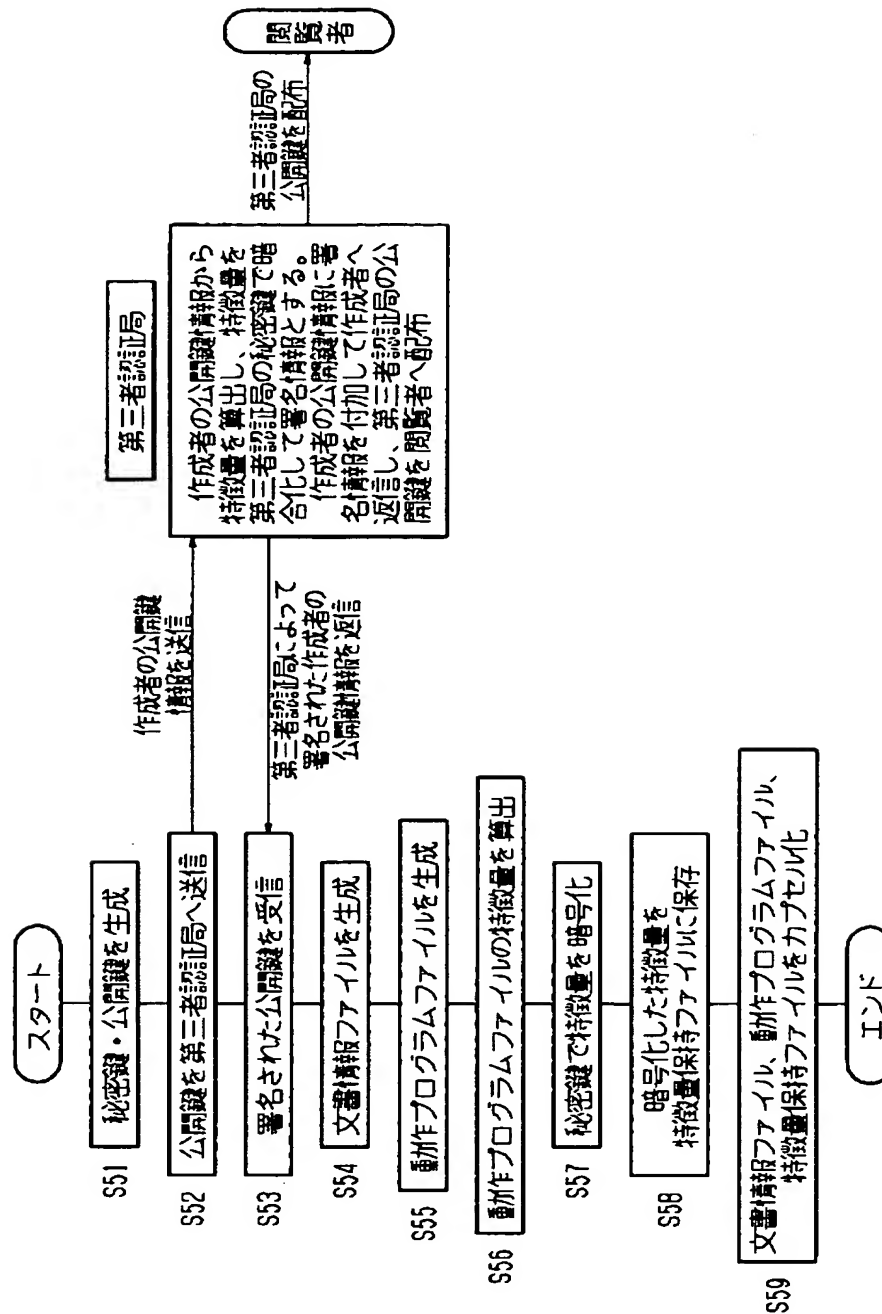 スタート
S51
秘密鍵・公開鍵を生成
S52
公開鍵を第三者認証局へ送信
S53
署名された公開鍵を受信
S54
文書情報ファイルを生成
S55
動作プログラムファイルを生成
S56
動作プログラムファイルの特徴量を算出
S57
秘密鍵で特徴量を暗号化
S58
暗号化した特徴量を
特徴量保持ファイルに保存
S59
文書情報ファイル、動作プログラムファイル、
特徴量保持ファイルをカプセル化
エンド
作成者の公開鍵
情報を送信
第三者認証局によって
署名された作成者の
公開鍵情報を返信
第三者認証局
作成者の公開鍵情報から
特徴量を算出し、特徴量を
第三者認証局の秘密鍵で暗
合化して署名情報とする。
作成者の公開鍵情報に署
名情報を付加して作成者へ
返信し、第三者認証局の公
開鍵を閲覧者へ配布
第三者認証局の
公開鍵を配布
閲覧者